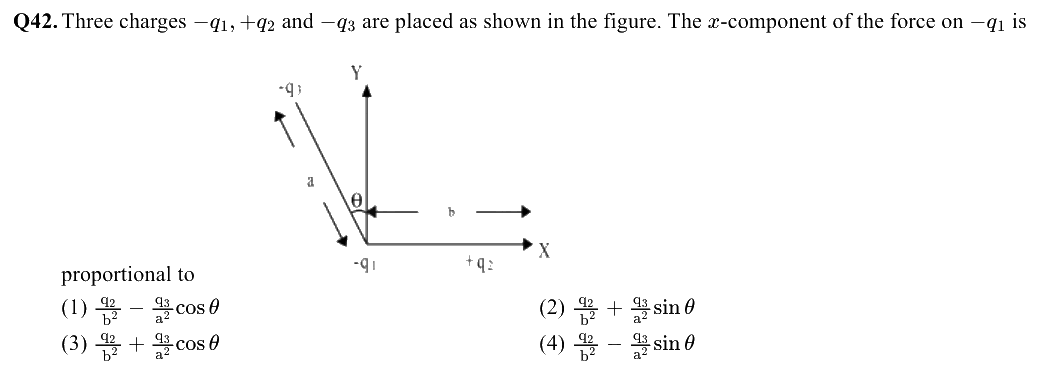 Q42. Three charges −q₁, +q₂ and −q₃ are placed as shown in the figure. The x-component of the force on −q₁ is
Y
-q₃
a
θ
b
X
-q₁
+q₂
proportional to
(1) q₂/b² − q₃/a² cos θ
(2) q₂/b² + q₃/a² sin θ
(3) q₂/b² + q₃/a² cos θ
(4) q₂/b² − q₃/a² sin θ